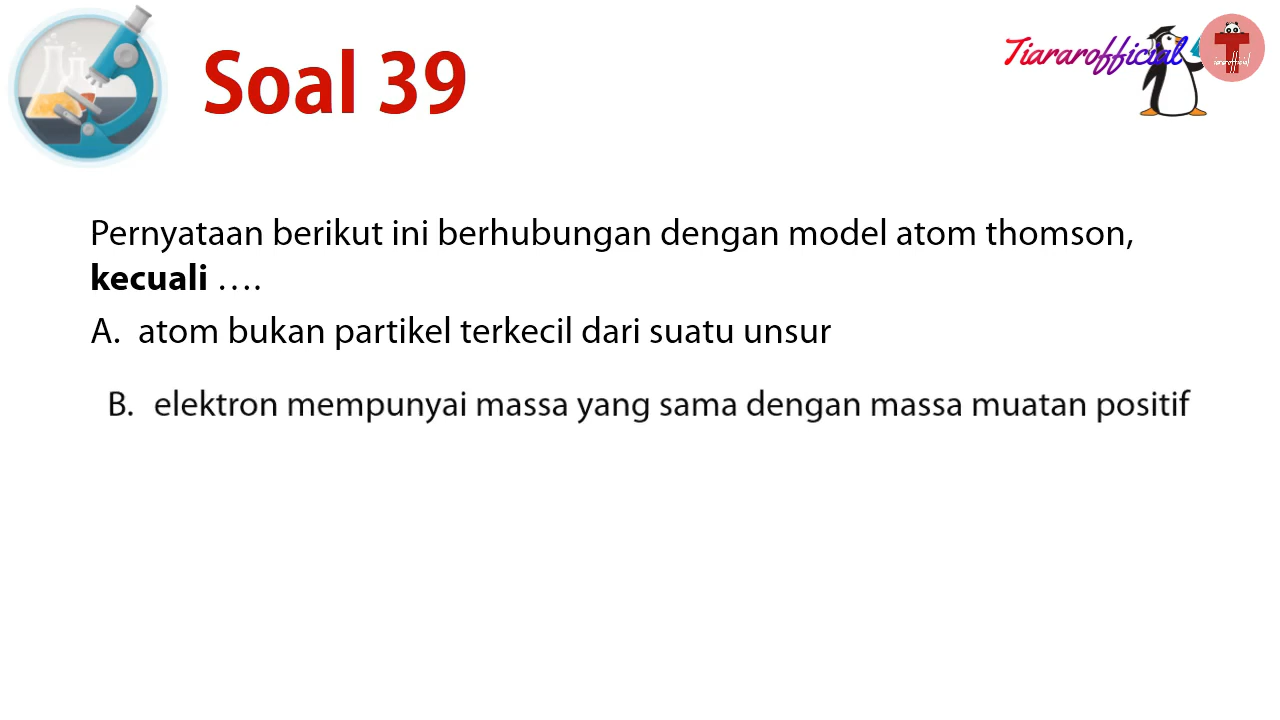 Soal 39
Tiararofficial
T
tiararofficial
Pernyataan berikut ini berhubungan dengan model atom thomson,
kecuali ….
A. atom bukan partikel terkecil dari suatu unsur
B. elektron mempunyai massa yang sama dengan massa muatan positif